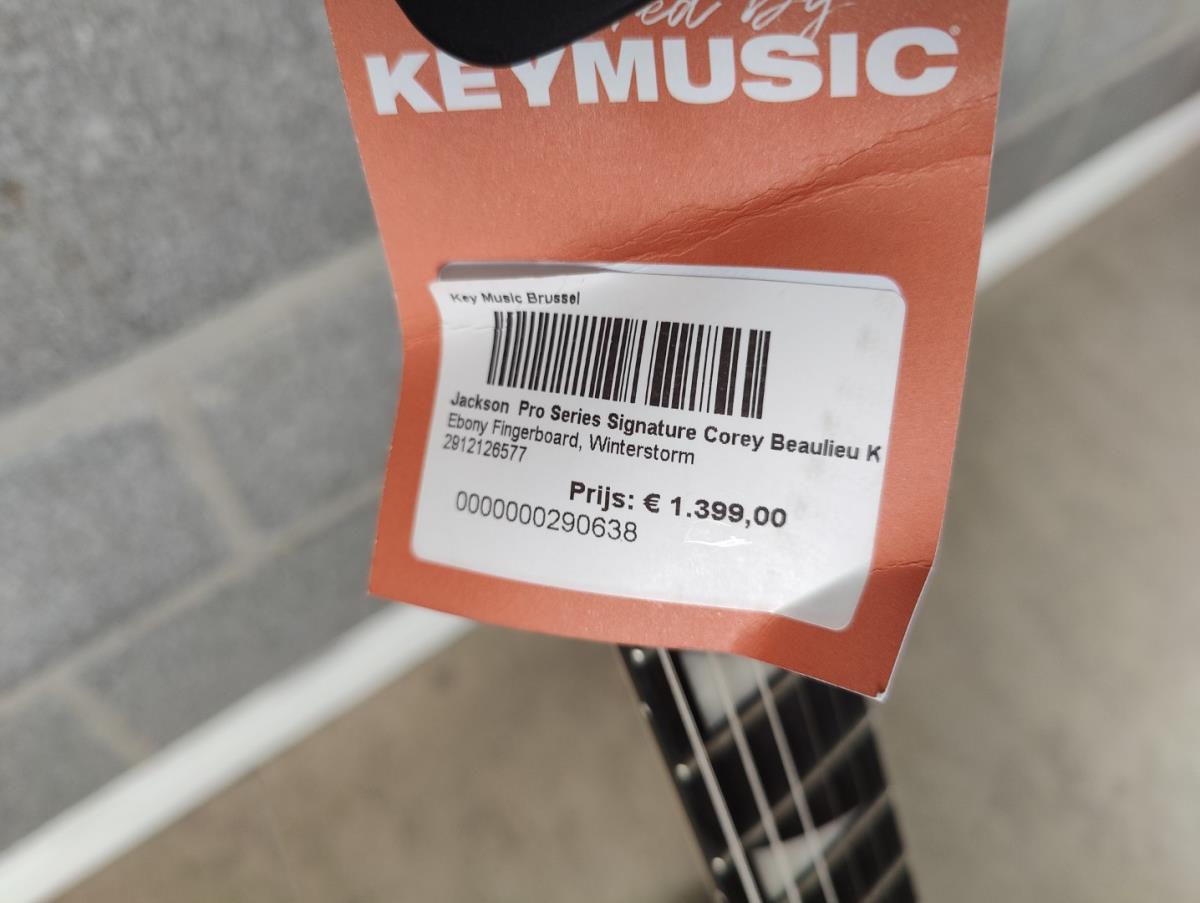 by
KEYMUSIC
Key Music Brussel
Jackson Pro Series Signature Corey Beaulieu K
Ebony Fingerboard, Winterstorm
2912126577
Prijs: € 1.399,00
0000000290638